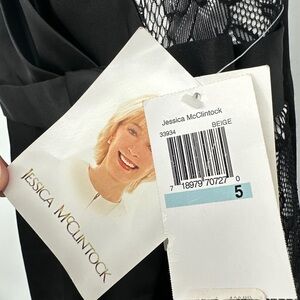 JESSICA McCLINTOCK
Jessica McClintock
33934
BEIGE
7 18979 70727 0
5